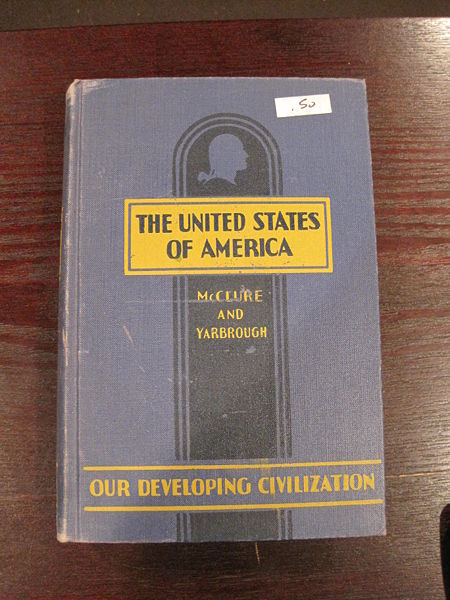 .50
THE UNITED STATES
OF AMERICA
McCLURE
AND
YARBROUGH
OUR DEVELOPING CIVILIZATION